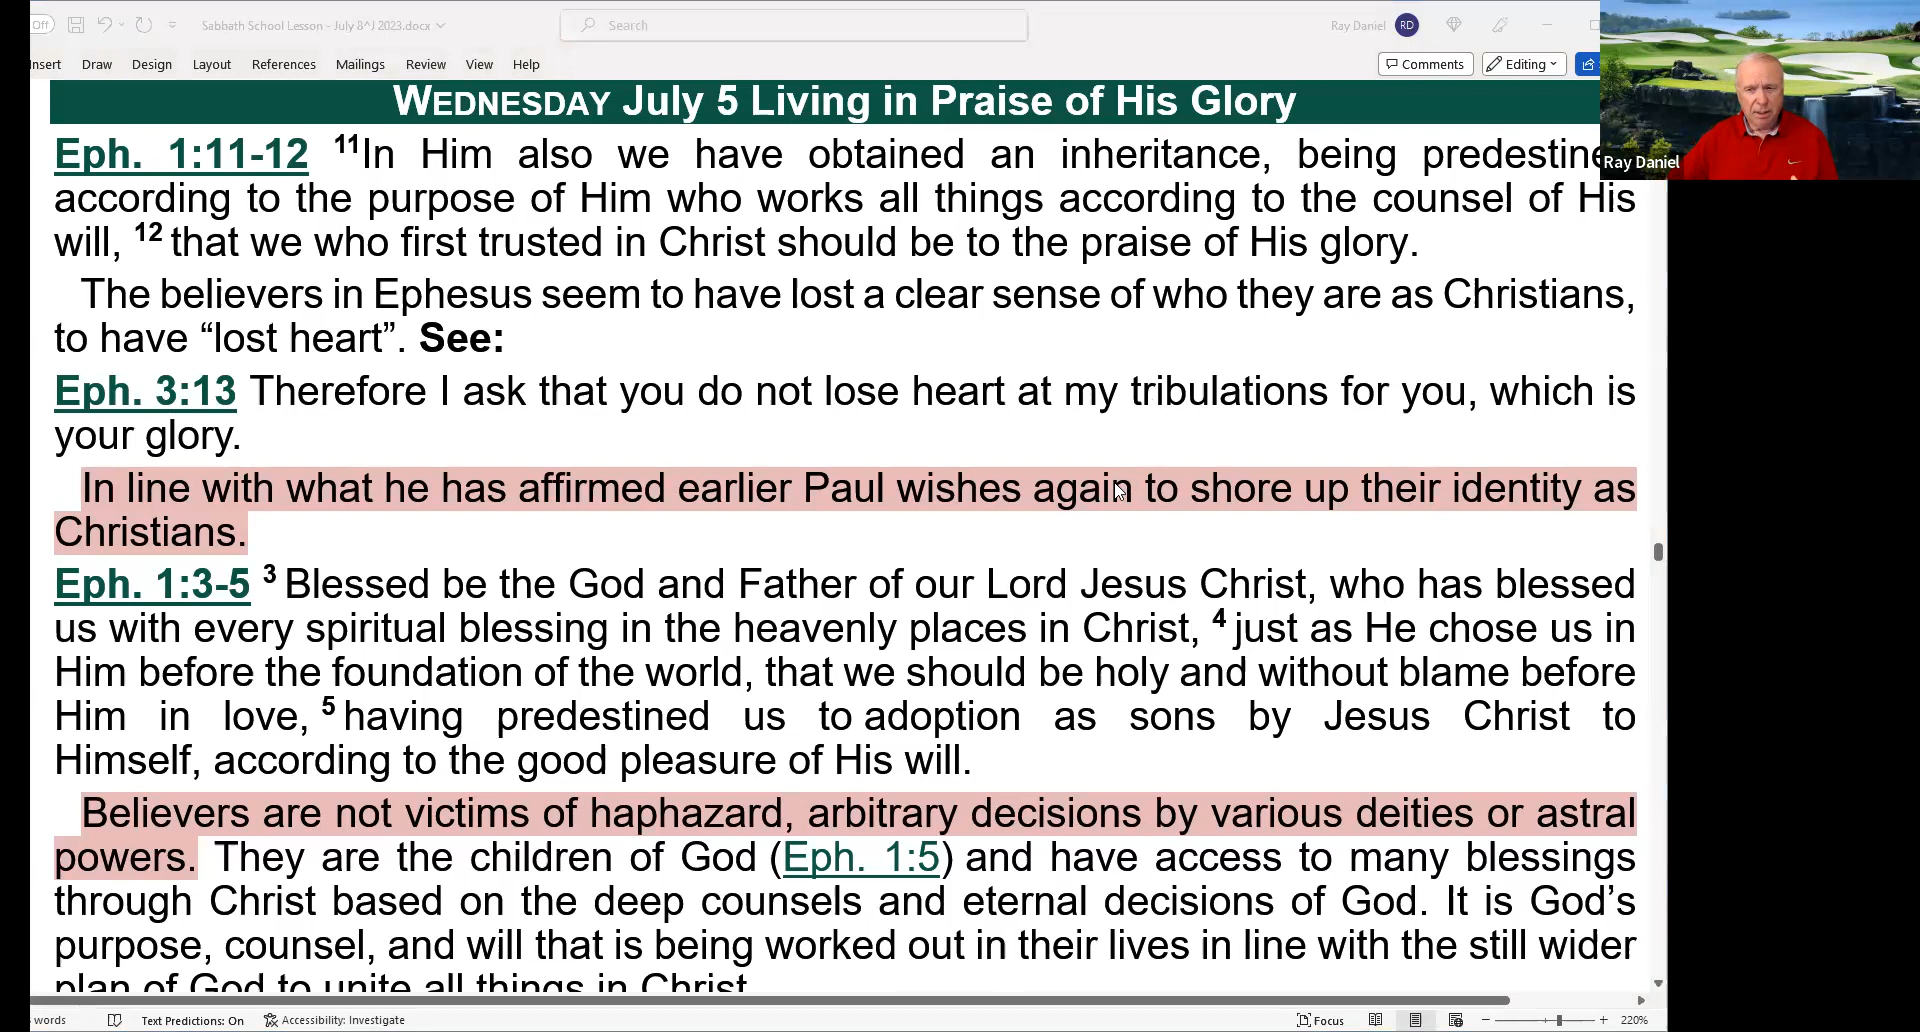 Off
Sabbath School Lesson - July 8^J 2023.docx
Search
Ray Daniel RD
Insert Draw Design Layout References Mailings Review View Help
Comments Editing
WEDNESDAY July 5 Living in Praise of His Glory
Ray Daniel
Eph. 1:11-12 11In Him also we have obtained an inheritance, being predestine
according to the purpose of Him who works all things according to the counsel of His
will, 12 that we who first trusted in Christ should be to the praise of His glory.
The believers in Ephesus seem to have lost a clear sense of who they are as Christians,
to have “lost heart”. See:
Eph. 3:13 Therefore I ask that you do not lose heart at my tribulations for you, which is
your glory.
In line with what he has affirmed earlier Paul wishes again to shore up their identity as
Christians.
Eph. 1:3-5 3 Blessed be the God and Father of our Lord Jesus Christ, who has blessed
us with every spiritual blessing in the heavenly places in Christ, 4 just as He chose us in
Him before the foundation of the world, that we should be holy and without blame before
Him in love, 5 having predestined us to adoption as sons by Jesus Christ to
Himself, according to the good pleasure of His will.
Believers are not victims of haphazard, arbitrary decisions by various deities or astral
powers. They are the children of God (Eph. 1:5) and have access to many blessings
through Christ based on the deep counsels and eternal decisions of God. It is God’s
purpose, counsel, and will that is being worked out in their lives in line with the still wider
plan of God to unite all things in Christ.
words Text Predictions: On Accessibility: Investigate Focus 220%